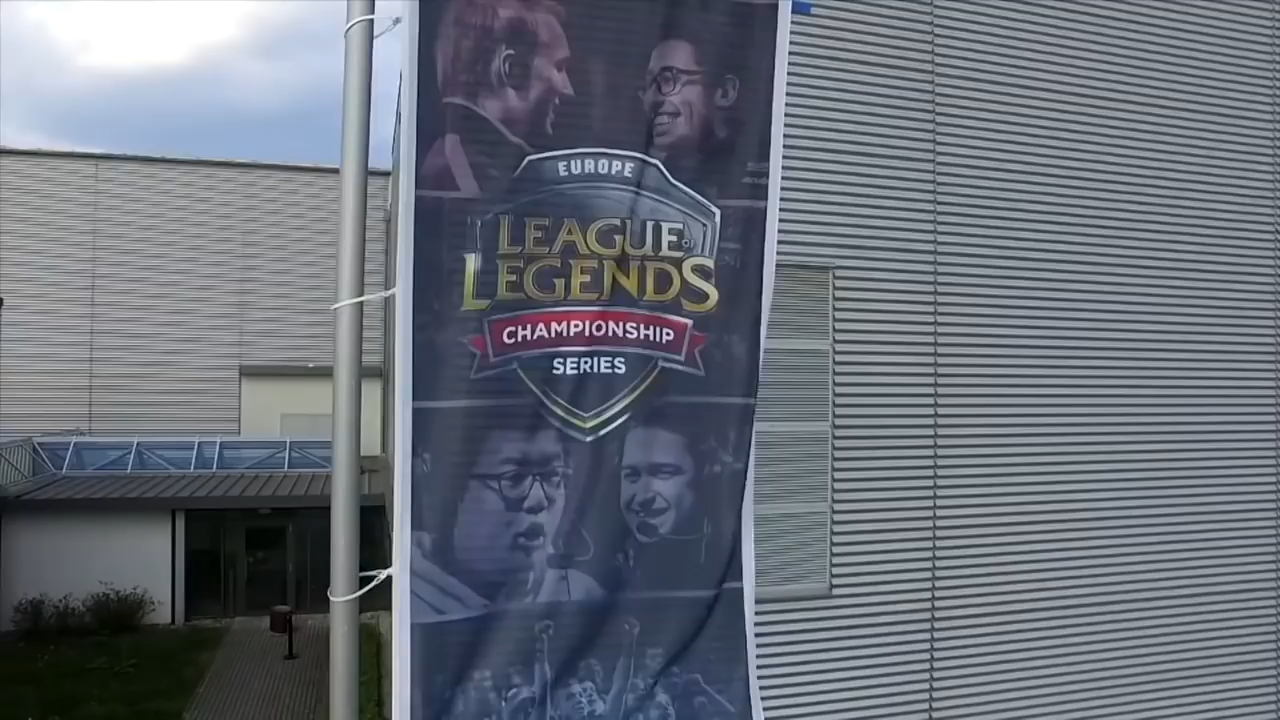 EUROPE
LEAGUE OF
LEGENDS
CHAMPIONSHIP
SERIES